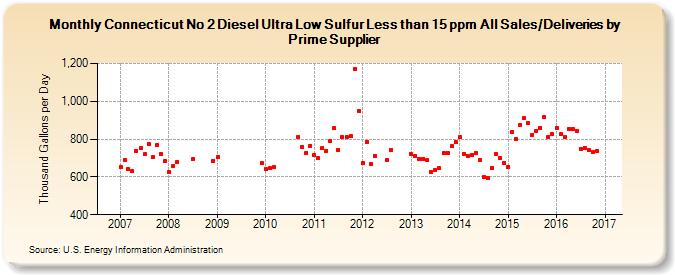 Monthly Connecticut No 2 Diesel Ultra Low Sulfur Less than 15 ppm All Sales/Deliveries by
Prime Supplier
Thousand Gallons per Day
1,200
1,000
800
600
400
2007 2008 2009 2010 2011 2012 2013 2014 2015 2016 2017
Source: U.S. Energy Information Administration